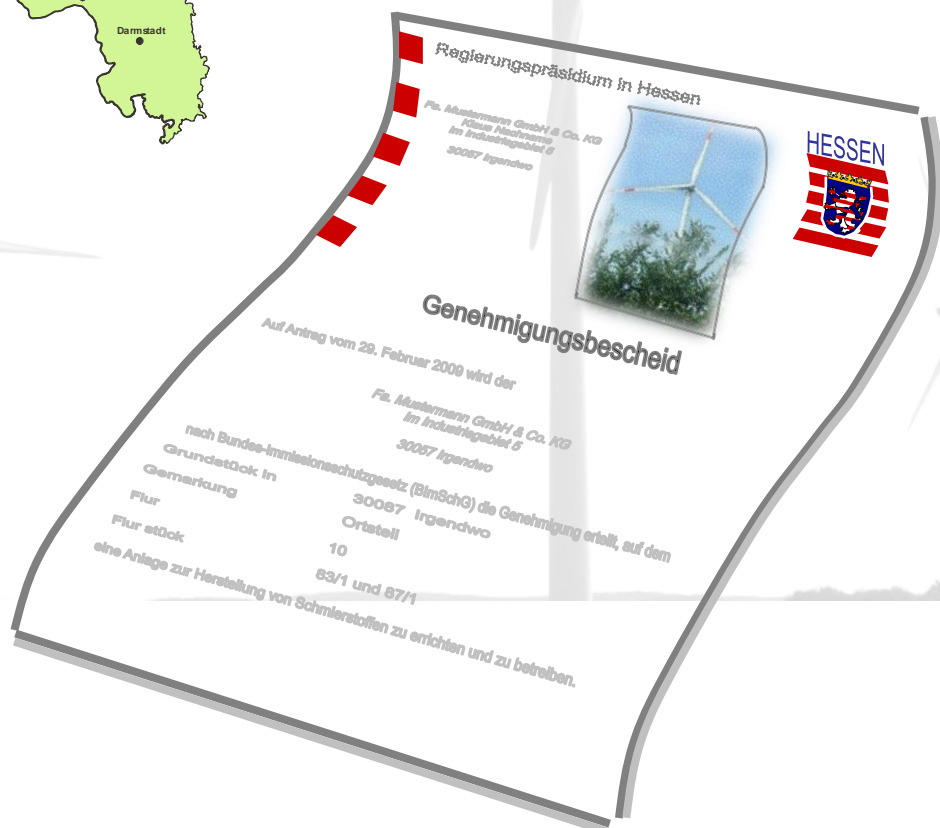 Darmstadt
Regierungspräsidium in Hessen
Fa. Mustermann GmbH & Co. KG
Klaus Nachname
Im Industriegebiet 5
30067 Irgendwo
HESSEN
Genehmigungsbescheid
Auf Antrag vom 29. Februar 2009 wird der
Fa. Mustermann GmbH & Co. KG
Im Industriegebiet 5
30057 Irgendwo
nach Bundes-Immissionsschutzgesetz (BImSchG) die Genehmigung erteilt, auf dem
Grundstück in 30067 Irgendwo
Gemarkung Ortsteil
Flur 10
Flur stück 83/1 und 87/1
eine Anlage zur Herstellung von Schmierstoffen zu errichten und zu betreiben.